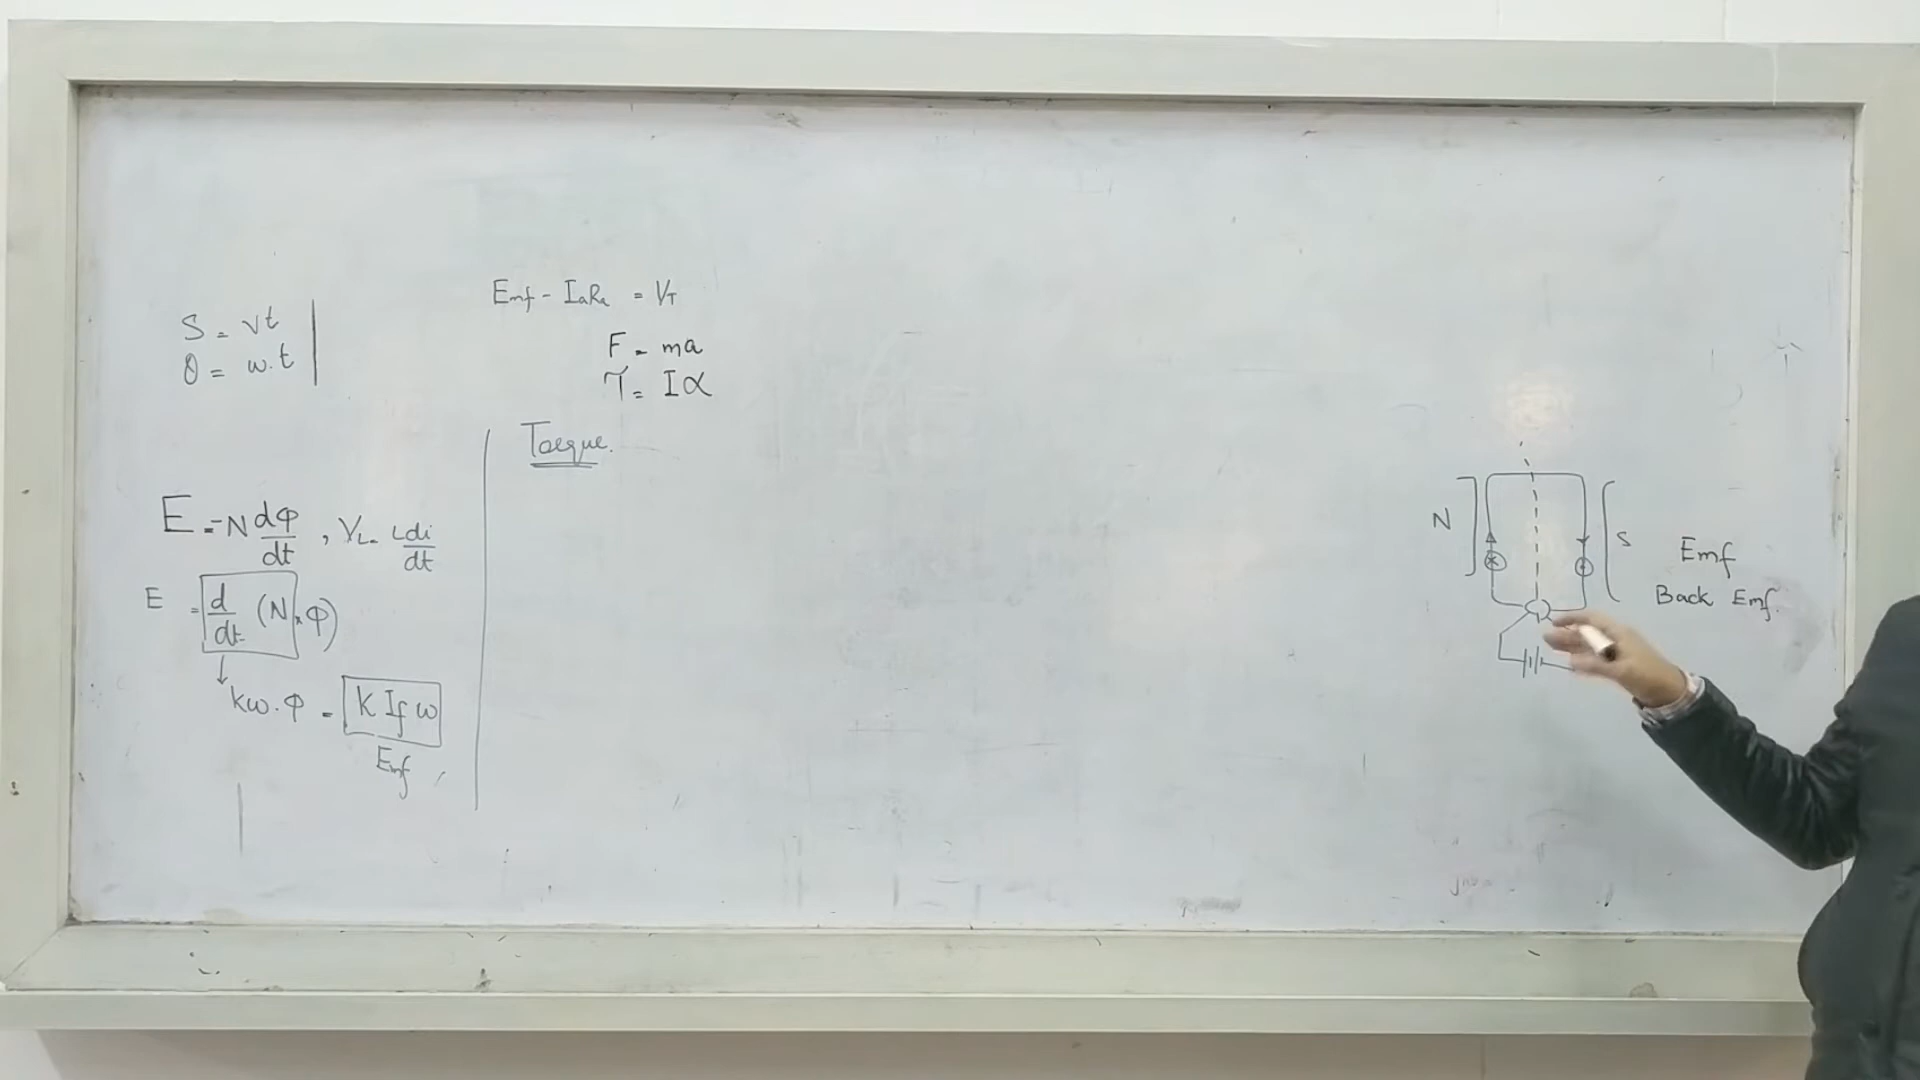 S = vt
θ = w.t
Emf - IaRa = VT
F = ma
τ = Iα
Torque.
E = -N dφ/dt , VL = L di/dt
E = d/dt (N × φ)
↓
kω.φ = k If ω
Emf
N
S
Emf
Back Emf.